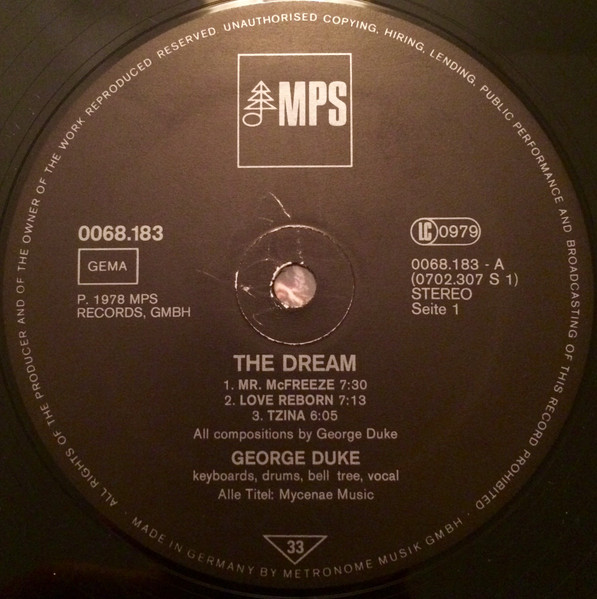 ALL RIGHTS OF THE PRODUCER AND OF THE OWNER OF THE WORK REPRODUCED RESERVED. UNAUTHORISED COPYING, HIRING, LENDING, PUBLIC PERFORMANCE AND BROADCASTING OF THIS RECORD PROHIBITED
MPS
0068.183
GEMA
P. 1978 MPS
RECORDS, GMBH
LC 0979
0068.183 - A
(0702.307 S 1)
STEREO
Seite 1
THE DREAM
1. MR. McFREEZE 7:30
2. LOVE REBORN 7:13
3. TZINA 6:05
All compositions by George Duke
GEORGE DUKE
keyboards, drums, bell tree, vocal
Alle Titel: Mycenae Music
33
· MADE IN GERMANY BY METRONOME MUSIK GMBH ·